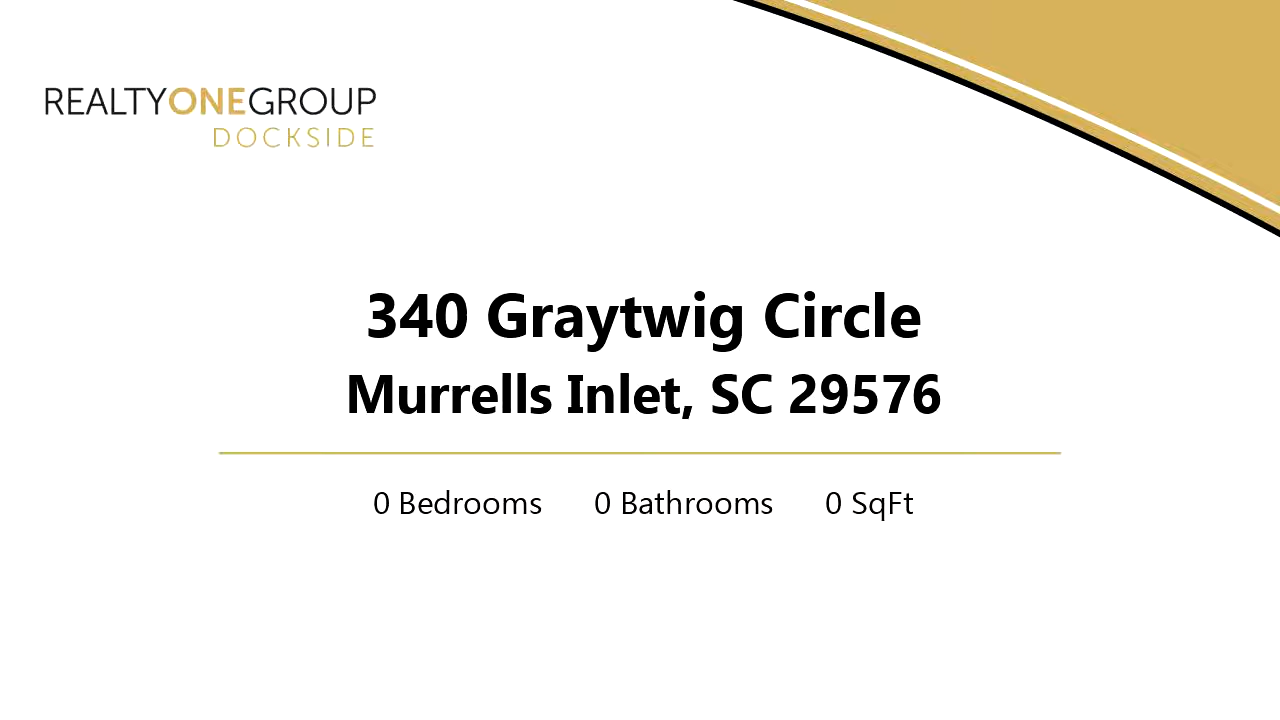 REALTYONEGROUP
DOCKSIDE
340 Graytwig Circle
Murrells Inlet, SC 29576
0 Bedrooms 0 Bathrooms 0 SqFt